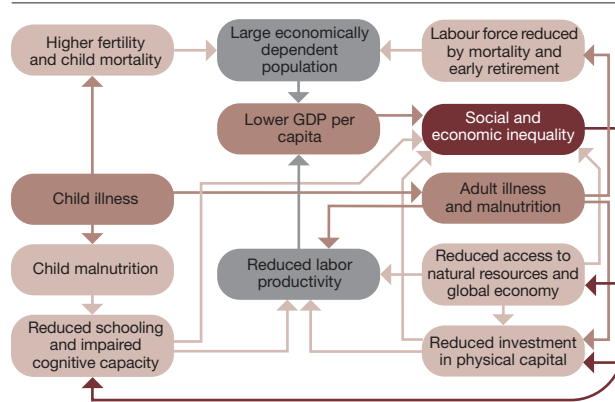 Higher fertility
and child mortality
Large economically
dependent
population
Labour force reduced
by mortality and
early retirement
Lower GDP per
capita
Social and
economic inequality
Child illness
Adult illness
and malnutrition
Child malnutrition
Reduced labor
productivity
Reduced access to
natural resources and
global economy
Reduced schooling
and impaired
cognitive capacity
Reduced investment
in physical capital